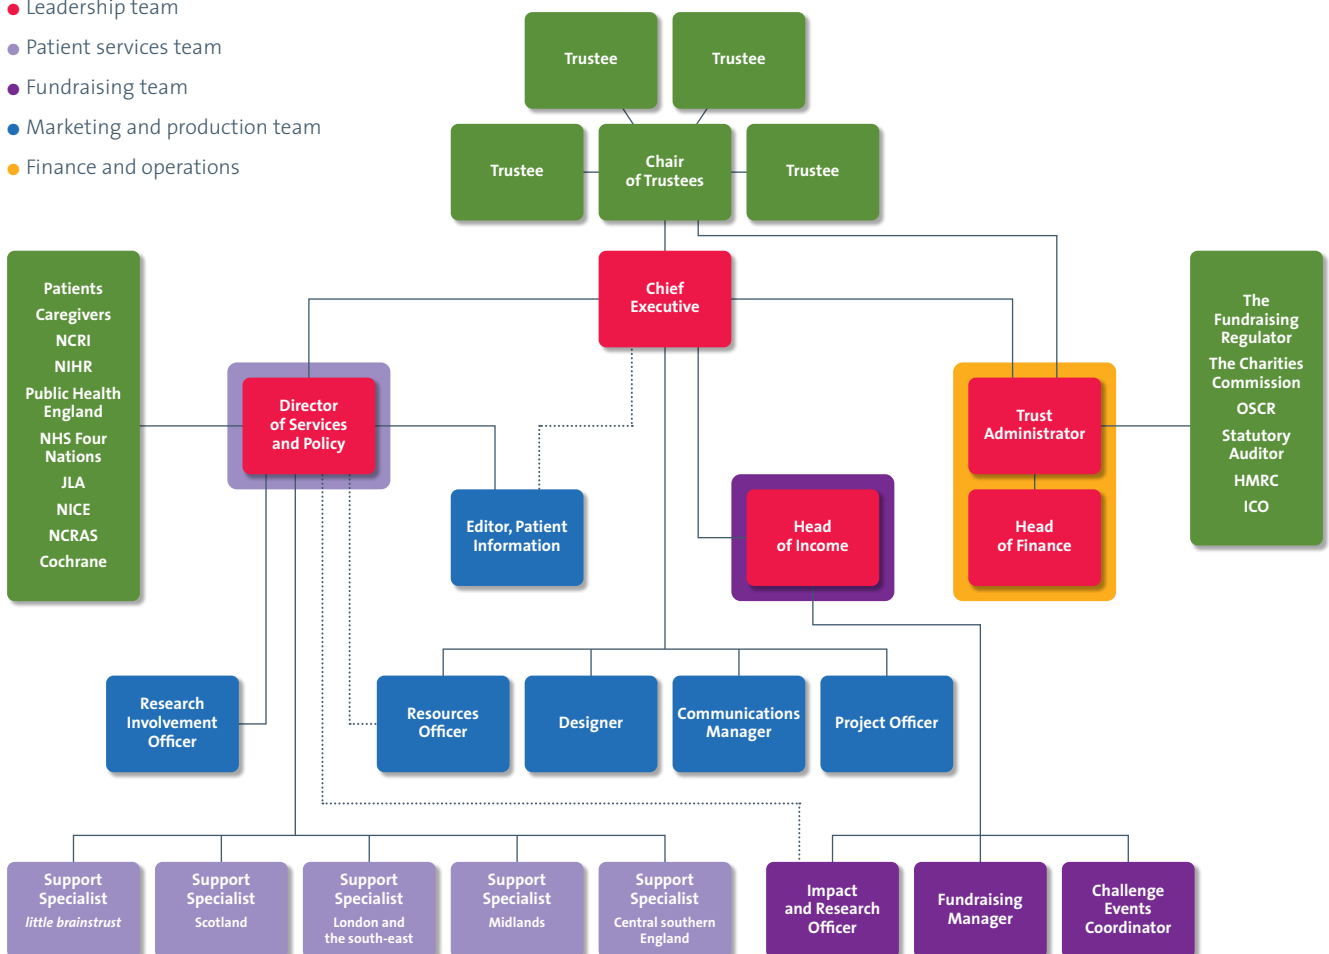 Leadership team
Patient services team
Fundraising team
Marketing and production team
Finance and operations
Trustee
Trustee
Trustee
Chair
of Trustees
Trustee
Patients
Caregivers
NCRI
NIHR
Public Health
England
NHS Four
Nations
JLA
NICE
NCRAS
Cochrane
Chief
Executive
The
Fundraising
Regulator
The Charities
Commission
OSCR
Statutory
Auditor
HMRC
ICO
Director
of Services
and Policy
Trust
Administrator
Editor, Patient
Information
Head
of Income
Head
of Finance
Research
Involvement
Officer
Resources
Officer
Designer
Communications
Manager
Project Officer
Support
Specialist
little brainstrust
Support
Specialist
Scotland
Support
Specialist
London and
the south-east
Support
Specialist
Midlands
Support
Specialist
Central southern
England
Impact
and Research
Officer
Fundraising
Manager
Challenge
Events
Coordinator